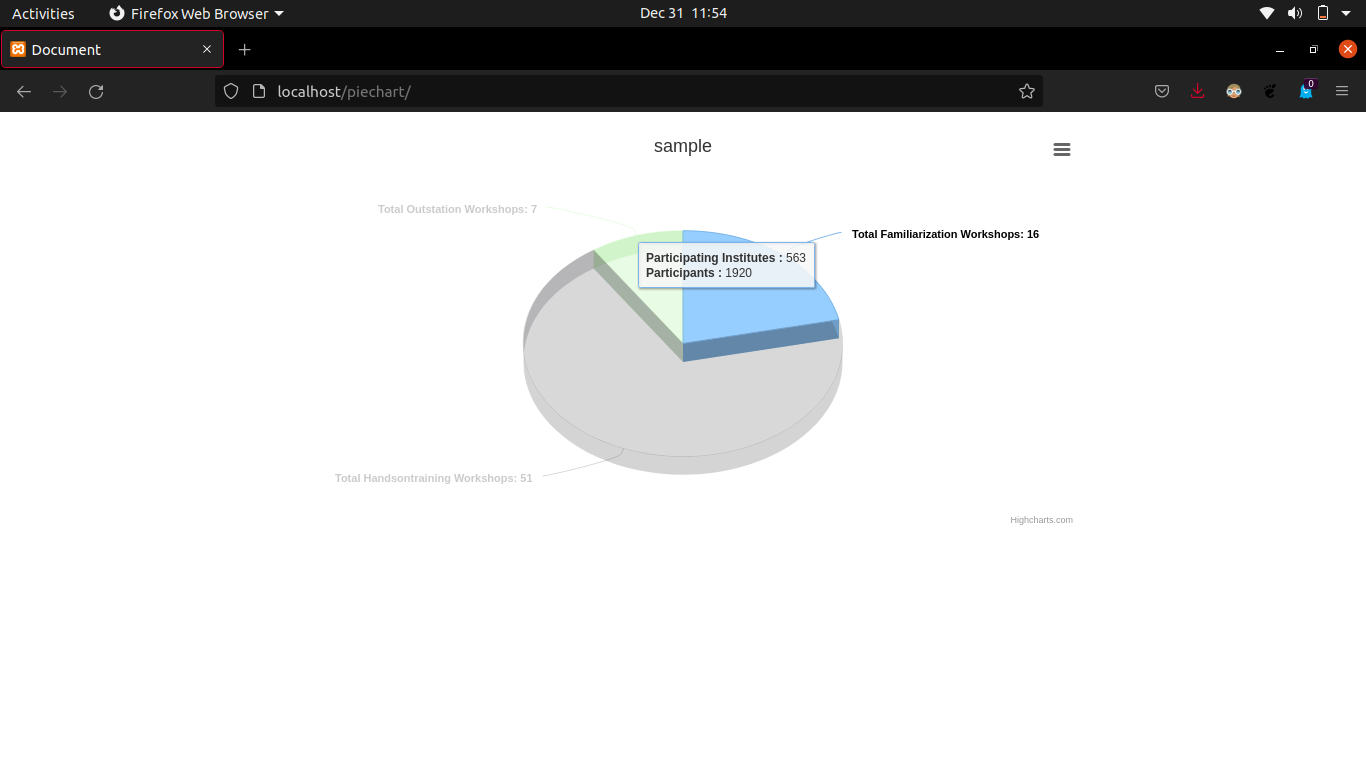 Activities
Firefox Web Browser
Dec 31 11:54
Document
localhost/piechart/
0
sample
Total Outstation Workshops: 7
Total Familiarization Workshops: 16
Participating Institutes : 563
Participants : 1920
Total Handsontraining Workshops: 51
Highcharts.com